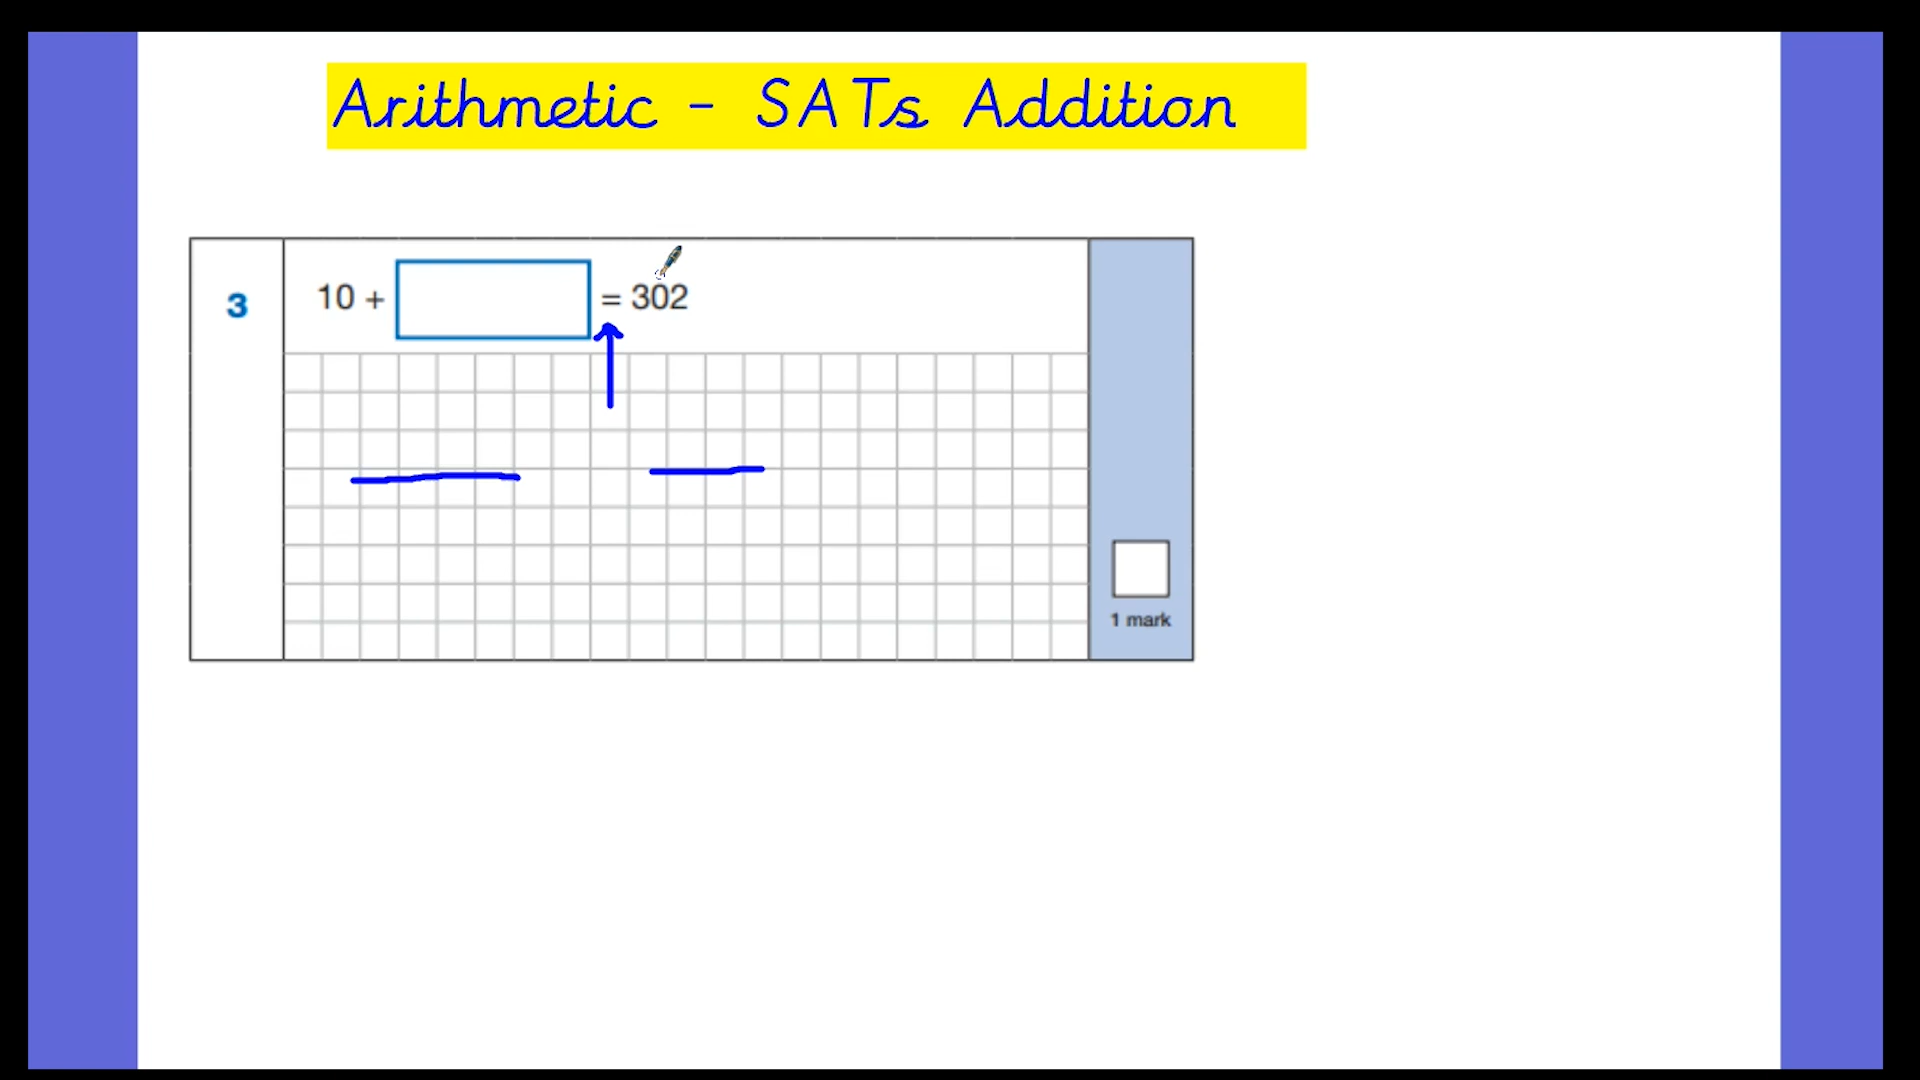 Arithmetic - SATs Addition
3
10 + = 302
1 mark